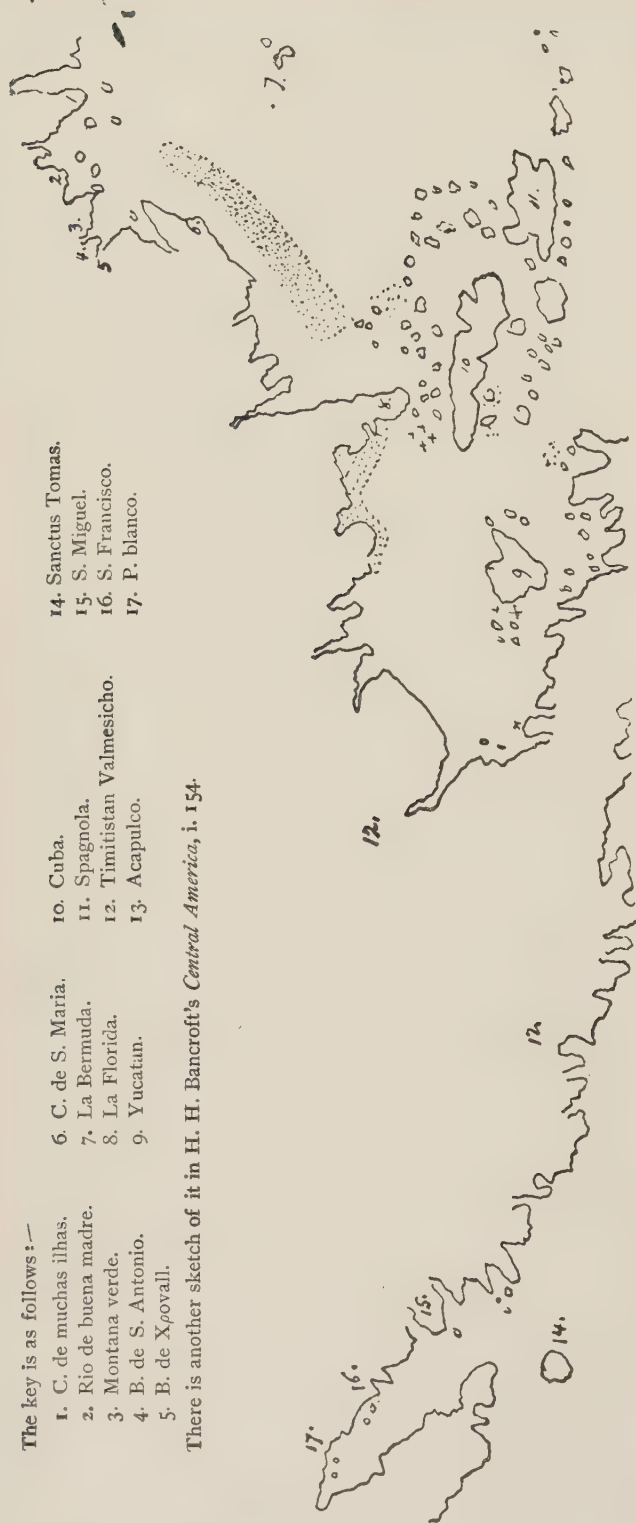 The key is as follows:—
1. C. de muchas ilhas.
2. Rio de buena madre.
3. Montana verde.
4. B. de S. Antonio.
5. B. de Xρovall.
6. C. de S. Maria.
7. La Bermuda.
8. La Florida.
9. Yucatan.
10. Cuba.
11. Spagnola.
12. Timitistan Valmesicho.
13. Acapulco.
14. Sanctus Tomas.
15. S. Miguel.
16. S. Francisco.
17. P. blanco.
There is another sketch of it in H. H. Bancroft's Central America, i. 154.
1
2
3.
4.
5
6.
7.
8.
9
10
11.
12.
12.
14.
15.
16.
17.